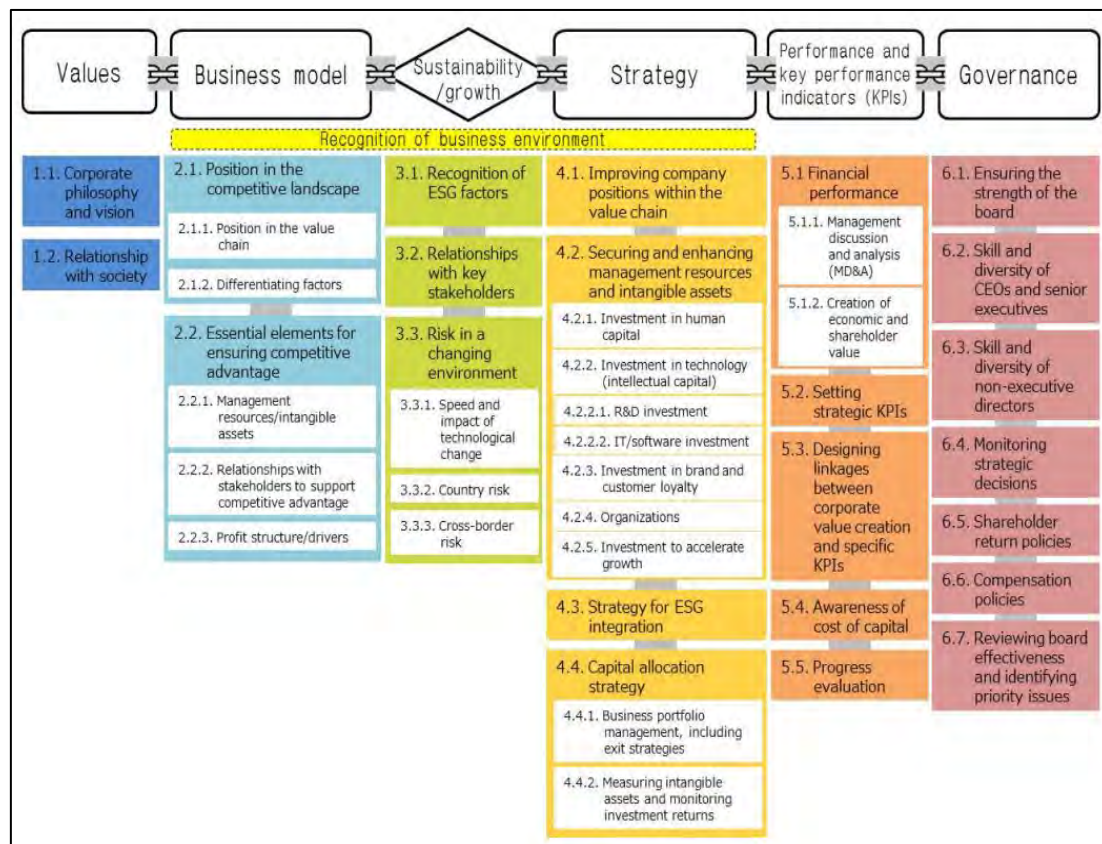 Values
Business model
Sustainability
/growth
Strategy
Performance and
key performance
indicators (KPIs)
Governance
Recognition of business environment
1.1. Corporate
philosophy
and vision
1.2. Relationship
with society
2.1. Position in the
competitive landscape
2.1.1. Position in the value
chain
2.1.2. Differentiating factors
2.2. Essential elements for
ensuring competitive
advantage
2.2.1. Management
resources/intangible
assets
2.2.2. Relationships with
stakeholders to support
competitive advantage
2.2.3. Profit structure/drivers
3.1. Recognition of
ESG factors
3.2. Relationships
with key
stakeholders
3.3. Risk in a
changing
environment
3.3.1. Speed and
impact of
technological
change
3.3.2. Country risk
3.3.3. Cross-border
risk
4.1. Improving company
positions within the
value chain
4.2. Securing and enhancing
management resources
and intangible assets
4.2.1. Investment in human
capital
4.2.2. Investment in technology
(intellectual capital)
4.2.2.1. R&D investment
4.2.2.2. IT/software investment
4.2.3. Investment in brand and
customer loyalty
4.2.4. Organizations
4.2.5. Investment to accelerate
growth
4.3. Strategy for ESG
integration
4.4. Capital allocation
strategy
4.4.1. Business portfolio
management, including
exit strategies
4.4.2. Measuring intangible
assets and monitoring
investment returns
5.1 Financial
performance
5.1.1. Management
discussion
and analysis
(MD&A)
5.1.2. Creation of
economic and
shareholder
value
5.2. Setting
strategic KPIs
5.3. Designing
linkages
between
corporate
value creation
and specific
KPIs
5.4. Awareness of
cost of capital
5.5. Progress
evaluation
6.1. Ensuring the
strength of the
board
6.2. Skill and
diversity of
CEOs and senior
executives
6.3. Skill and
diversity of
non-executive
directors
6.4. Monitoring
strategic
decisions
6.5. Shareholder
return policies
6.6. Compensation
policies
6.7. Reviewing board
effectiveness
and identifying
priority issues